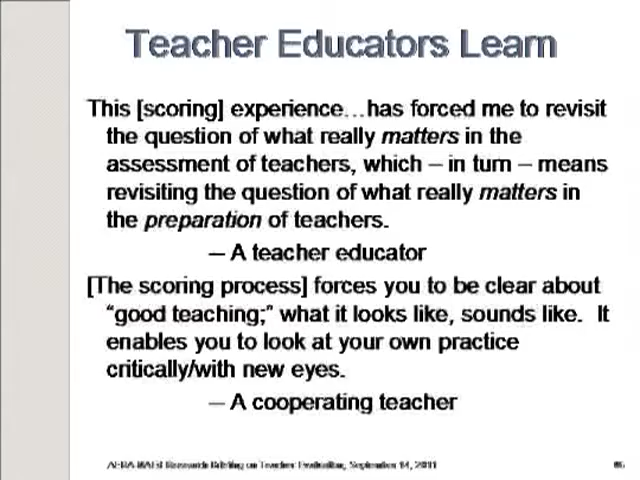 Teacher Educators Learn
This [scoring] experience…has forced me to revisit
the question of what really matters in the
assessment of teachers, which – in turn – means
revisiting the question of what really matters in
the preparation of teachers.
– A teacher educator
[The scoring process] forces you to be clear about
“good teaching;” what it looks like, sounds like.  It
enables you to look at your own practice
critically/with new eyes.
– A cooperating teacher
Research Briefing on Teacher Evaluation, September 14, 2011